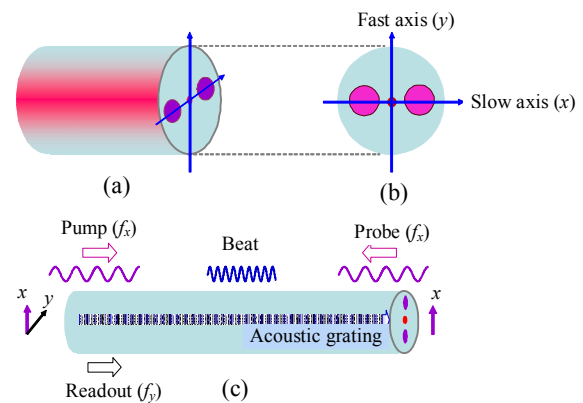 Fast axis (y)
Slow axis (x)
(a)
(b)
Pump (fx)
Beat
Probe (fx)
x
y
x
Acoustic grating
Readout (fy)
(c)